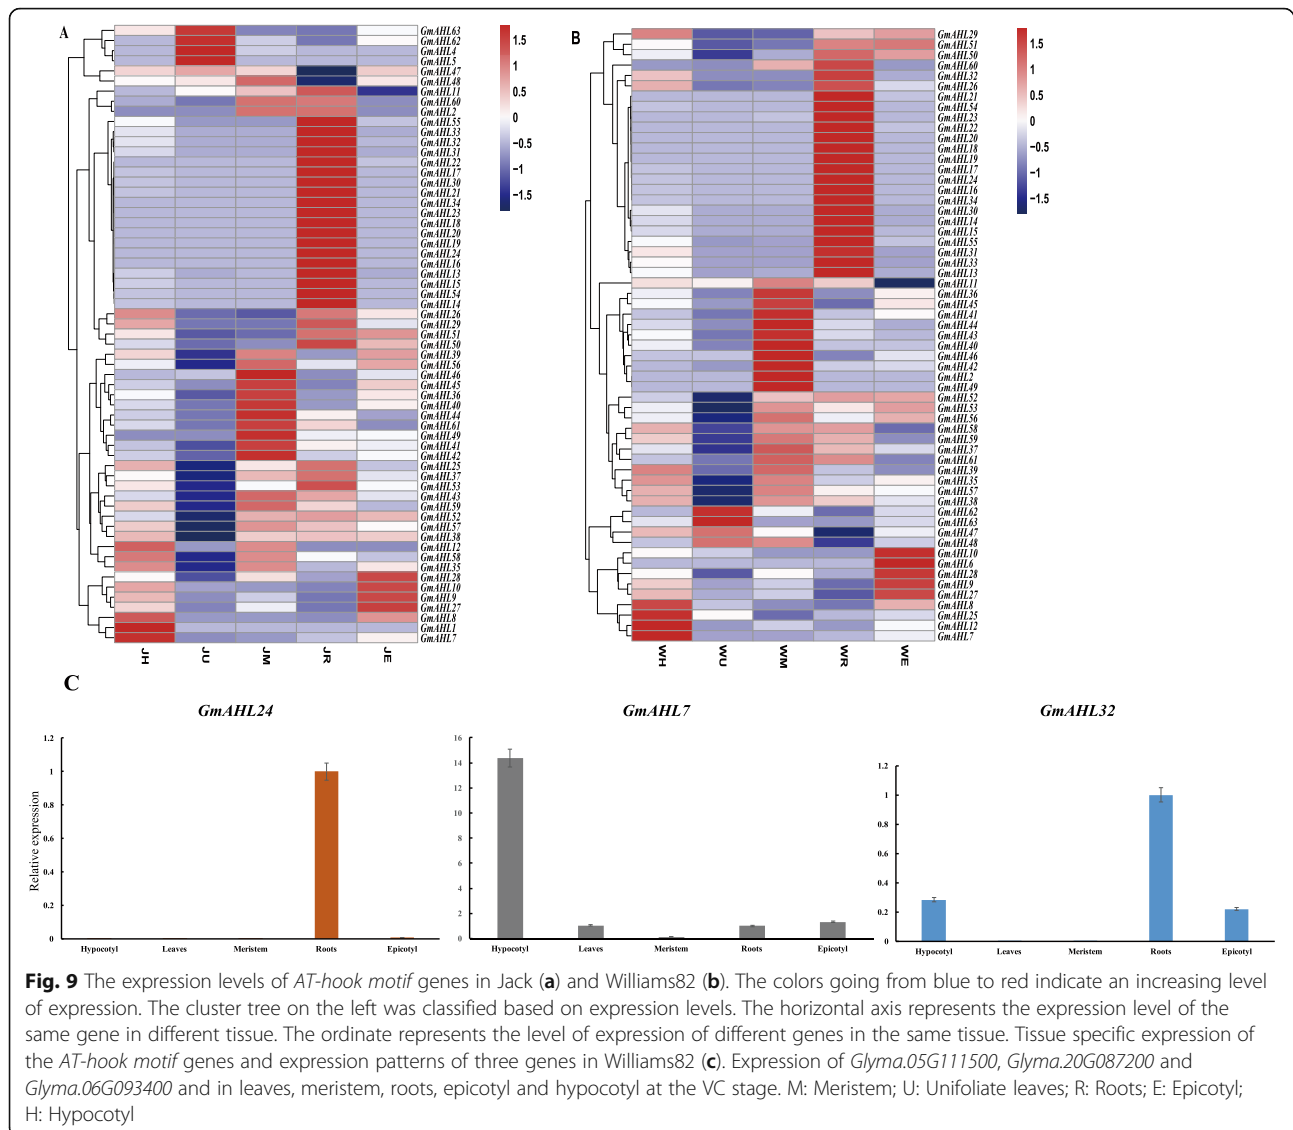 A
GmAHL63
GmAHL62
GmAHL4
GmAHL5
GmAHL47
GmAHL48
GmAHL11
GmAHL60
GmAHL2
GmAHL55
GmAHL33
GmAHL32
GmAHL31
GmAHL22
GmAHL17
GmAHL30
GmAHL21
GmAHL34
GmAHL23
GmAHL18
GmAHL20
GmAHL19
GmAHL24
GmAHL16
GmAHL13
GmAHL15
GmAHL54
GmAHL14
GmAHL26
GmAHL29
GmAHL51
GmAHL50
GmAHL39
GmAHL56
GmAHL46
GmAHL45
GmAHL36
GmAHL40
GmAHL44
GmAHL61
GmAHL49
GmAHL41
GmAHL42
GmAHL25
GmAHL37
GmAHL53
GmAHL43
GmAHL59
GmAHL52
GmAHL57
GmAHL38
GmAHL12
GmAHL58
GmAHL35
GmAHL28
GmAHL10
GmAHL9
GmAHL27
GmAHL8
GmAHL1
GmAHL7
JH JU JM JR JE
1.5
1
0.5
0
−0.5
−1
−1.5
B
GmAHL29
GmAHL51
GmAHL50
GmAHL60
GmAHL32
GmAHL26
GmAHL21
GmAHL54
GmAHL23
GmAHL22
GmAHL20
GmAHL18
GmAHL19
GmAHL17
GmAHL24
GmAHL16
GmAHL34
GmAHL30
GmAHL14
GmAHL15
GmAHL55
GmAHL31
GmAHL33
GmAHL13
GmAHL11
GmAHL36
GmAHL45
GmAHL41
GmAHL44
GmAHL43
GmAHL40
GmAHL46
GmAHL42
GmAHL2
GmAHL49
GmAHL52
GmAHL53
GmAHL56
GmAHL58
GmAHL59
GmAHL37
GmAHL61
GmAHL39
GmAHL35
GmAHL57
GmAHL38
GmAHL62
GmAHL63
GmAHL47
GmAHL48
GmAHL10
GmAHL6
GmAHL28
GmAHL9
GmAHL27
GmAHL8
GmAHL25
GmAHL12
GmAHL7
WH WU WM WR WE
1.5
1
0.5
0
−0.5
−1
−1.5
C
GmAHL24
Relative expression
1.2
1
0.8
0.6
0.4
0.2
0
Hypocotyl Leaves Meristem Roots Epicotyl
GmAHL7
16
14
12
10
8
6
4
2
0
Hypocotyl Leaves Meristem Roots Epicotyl
GmAHL32
1.2
1
0.8
0.6
0.4
0.2
0
Hypocotyl Leaves Meristem Roots Epicotyl
Fig. 9 The expression levels of AT-hook motif genes in Jack (a) and Williams82 (b). The colors going from blue to red indicate an increasing level
of expression. The cluster tree on the left was classified based on expression levels. The horizontal axis represents the expression level of the
same gene in different tissue. The ordinate represents the level of expression of different genes in the same tissue. Tissue specific expression of
the AT-hook motif genes and expression patterns of three genes in Williams82 (c). Expression of Glyma.05G111500, Glyma.20G087200 and
Glyma.06G093400 and in leaves, meristem, roots, epicotyl and hypocotyl at the VC stage. M: Meristem; U: Unifoliate leaves; R: Roots; E: Epicotyl;
H: Hypocotyl